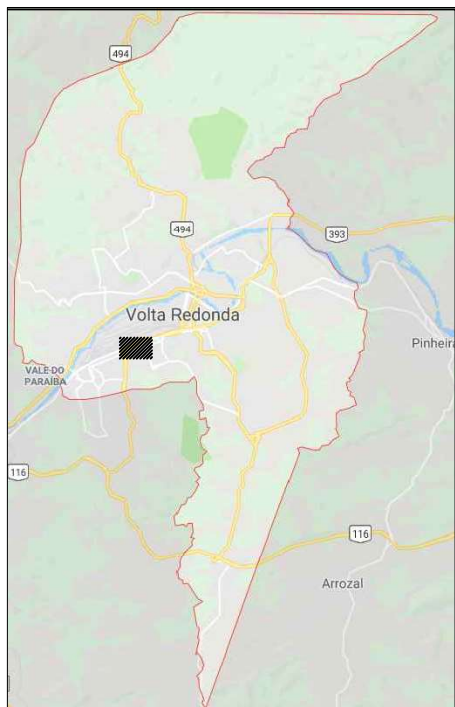 494
494
393
Volta Redonda
Pinheira
VALE DO
PARAÍBA
116
116
Arrozal